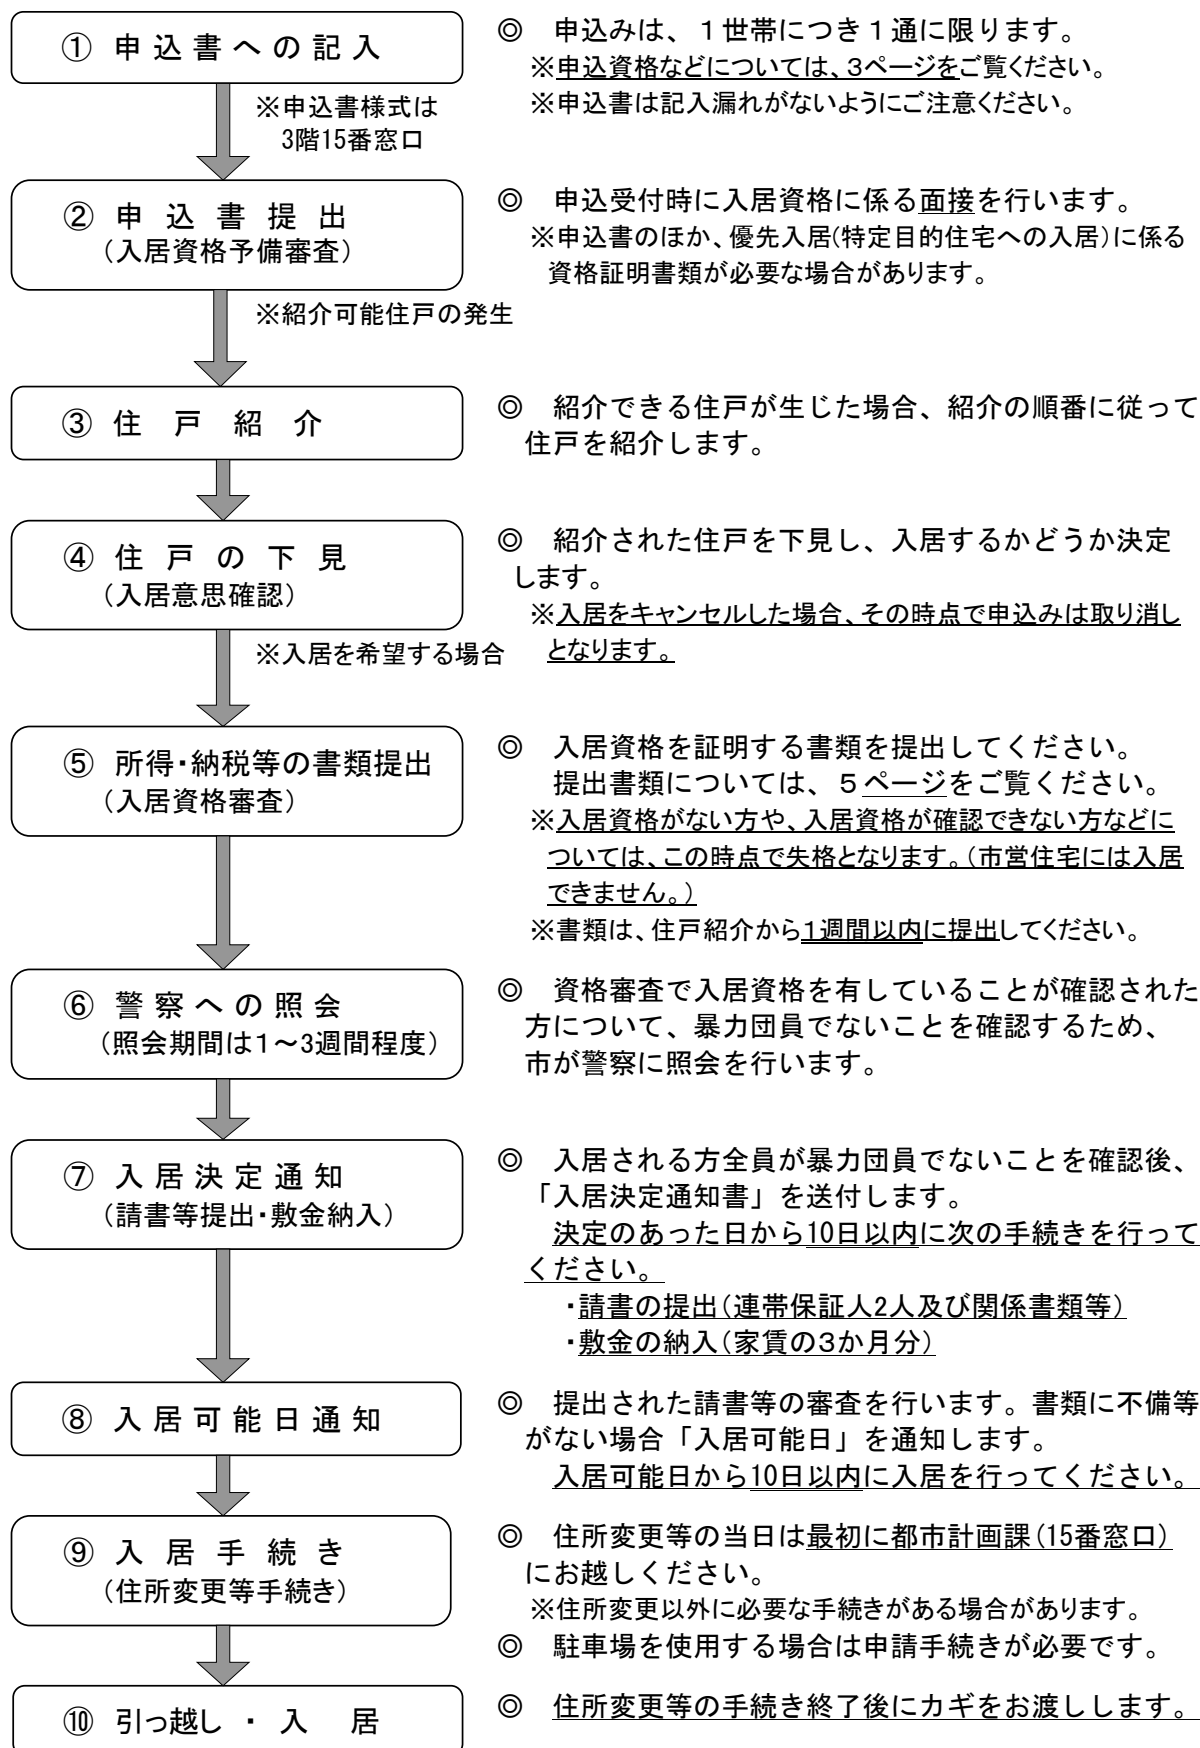 ① 申込書への記入
◎ 申込みは、1世帯につき1通に限ります。
※申込資格などについては、3ページをご覧ください。
※申込書は記入漏れがないようにご注意ください。
※申込書様式は
3階15番窓口
② 申込書提出
（入居資格予備審査）
◎ 申込受付時に入居資格に係る面接を行います。
※申込書のほか、優先入居(特定目的住宅への入居)に係る
資格証明書類が必要な場合があります。
※紹介可能住戸の発生
③ 住戸紹介
◎ 紹介できる住戸が生じた場合、紹介の順番に従って
住戸を紹介します。
④ 住戸の下見
（入居意思確認）
◎ 紹介された住戸を下見し、入居するかどうか決定
します。
※入居をキャンセルした場合、その時点で申込みは取り消し
となります。
※入居を希望する場合
⑤ 所得・納税等の書類提出
（入居資格審査）
◎ 入居資格を証明する書類を提出してください。
提出書類については、5ページをご覧ください。
※入居資格がない方や、入居資格が確認できない方などに
ついては、この時点で失格となります。（市営住宅には入居
できません。）
※書類は、住戸紹介から1週間以内に提出してください。
⑥ 警察への照会
（照会期間は1～3週間程度）
◎ 資格審査で入居資格を有していることが確認された
方について、暴力団員でないことを確認するため、
市が警察に照会を行います。
⑦ 入居決定通知
（請書等提出・敷金納入）
◎ 入居される方全員が暴力団員でないことを確認後、
「入居決定通知書」を送付します。
決定のあった日から10日以内に次の手続きを行って
ください。
・請書の提出（連帯保証人2人及び関係書類等）
・敷金の納入（家賃の3か月分）
⑧ 入居可能日通知
◎ 提出された請書等の審査を行います。書類に不備等
がない場合「入居可能日」を通知します。
入居可能日から10日以内に入居を行ってください。
⑨ 入居手続き
（住所変更等手続き）
◎ 住所変更等の当日は最初に都市計画課(15番窓口)
にお越しください。
※住所変更以外に必要な手続きがある場合があります。
◎ 駐車場を使用する場合は申請手続きが必要です。
⑩ 引っ越し・入居
◎ 住所変更等の手続き終了後にカギをお渡しします。